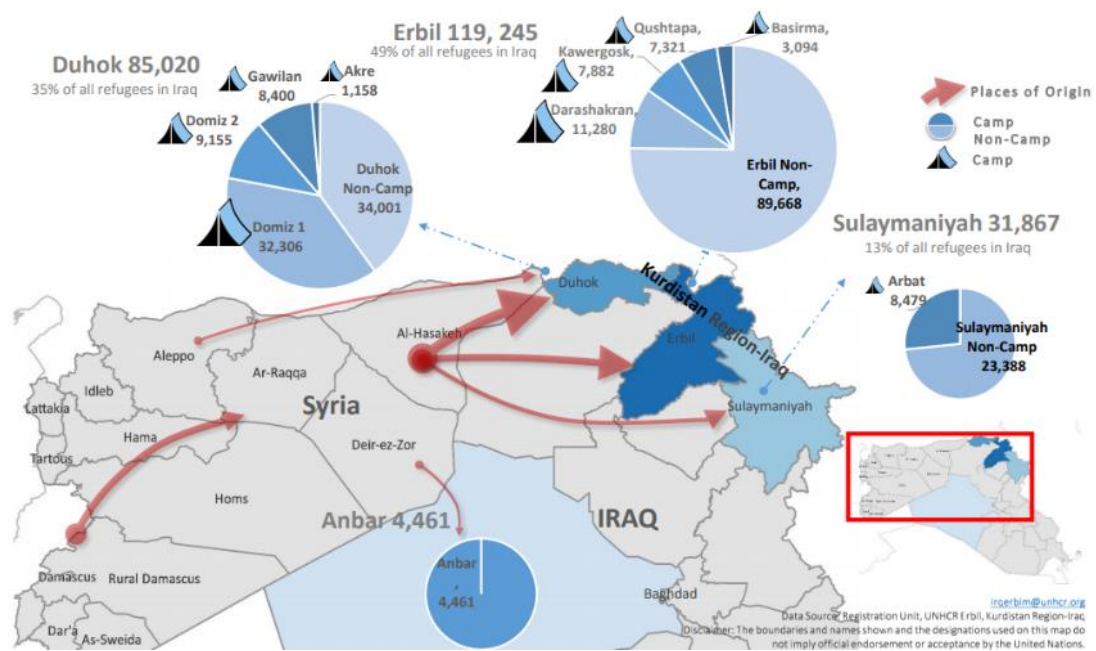 Duhok 85,020
35% of all refugees in Iraq
Gawilan
8,400
Akre
1,158
Domiz 2
9,155
Duhok
Non-Camp
34,001
Domiz 1
32,306
Erbil 119, 245
49% of all refugees in Iraq
Qushtapa,
7,321
Basirma,
3,094
Kawergosk,
7,882
Darashakran,
11,280
Erbil Non-
Camp,
89,668
Places of Origin
Camp
Non-Camp
Camp
Sulaymaniyah 31,867
13% of all refugees in Iraq
Arbat
8,479
Sulaymaniyah
Non-Camp
23,388
Duhok
Kurdistan Region-Iraq
Erbil
Sulaymaniyah
Al-Hasakeh
Aleppo
Ar-Raqqa
Idleb
Syria
Lattakia
Hama
Deir-ez-Zor
Tartous
Homs
Anbar 4,461
IRAQ
Anbar
,
4,461
Damascus
Rural Damascus
Baghdad
Dar'a
As-Sweida
irqerbim@unhcr.org
Data Source: Registration Unit, UNHCR Erbil, Kurdistan Region-Iraq,
Disclaimer: The boundaries and names shown and the designations used on this map do
not imply official endorsement or acceptance by the United Nations.